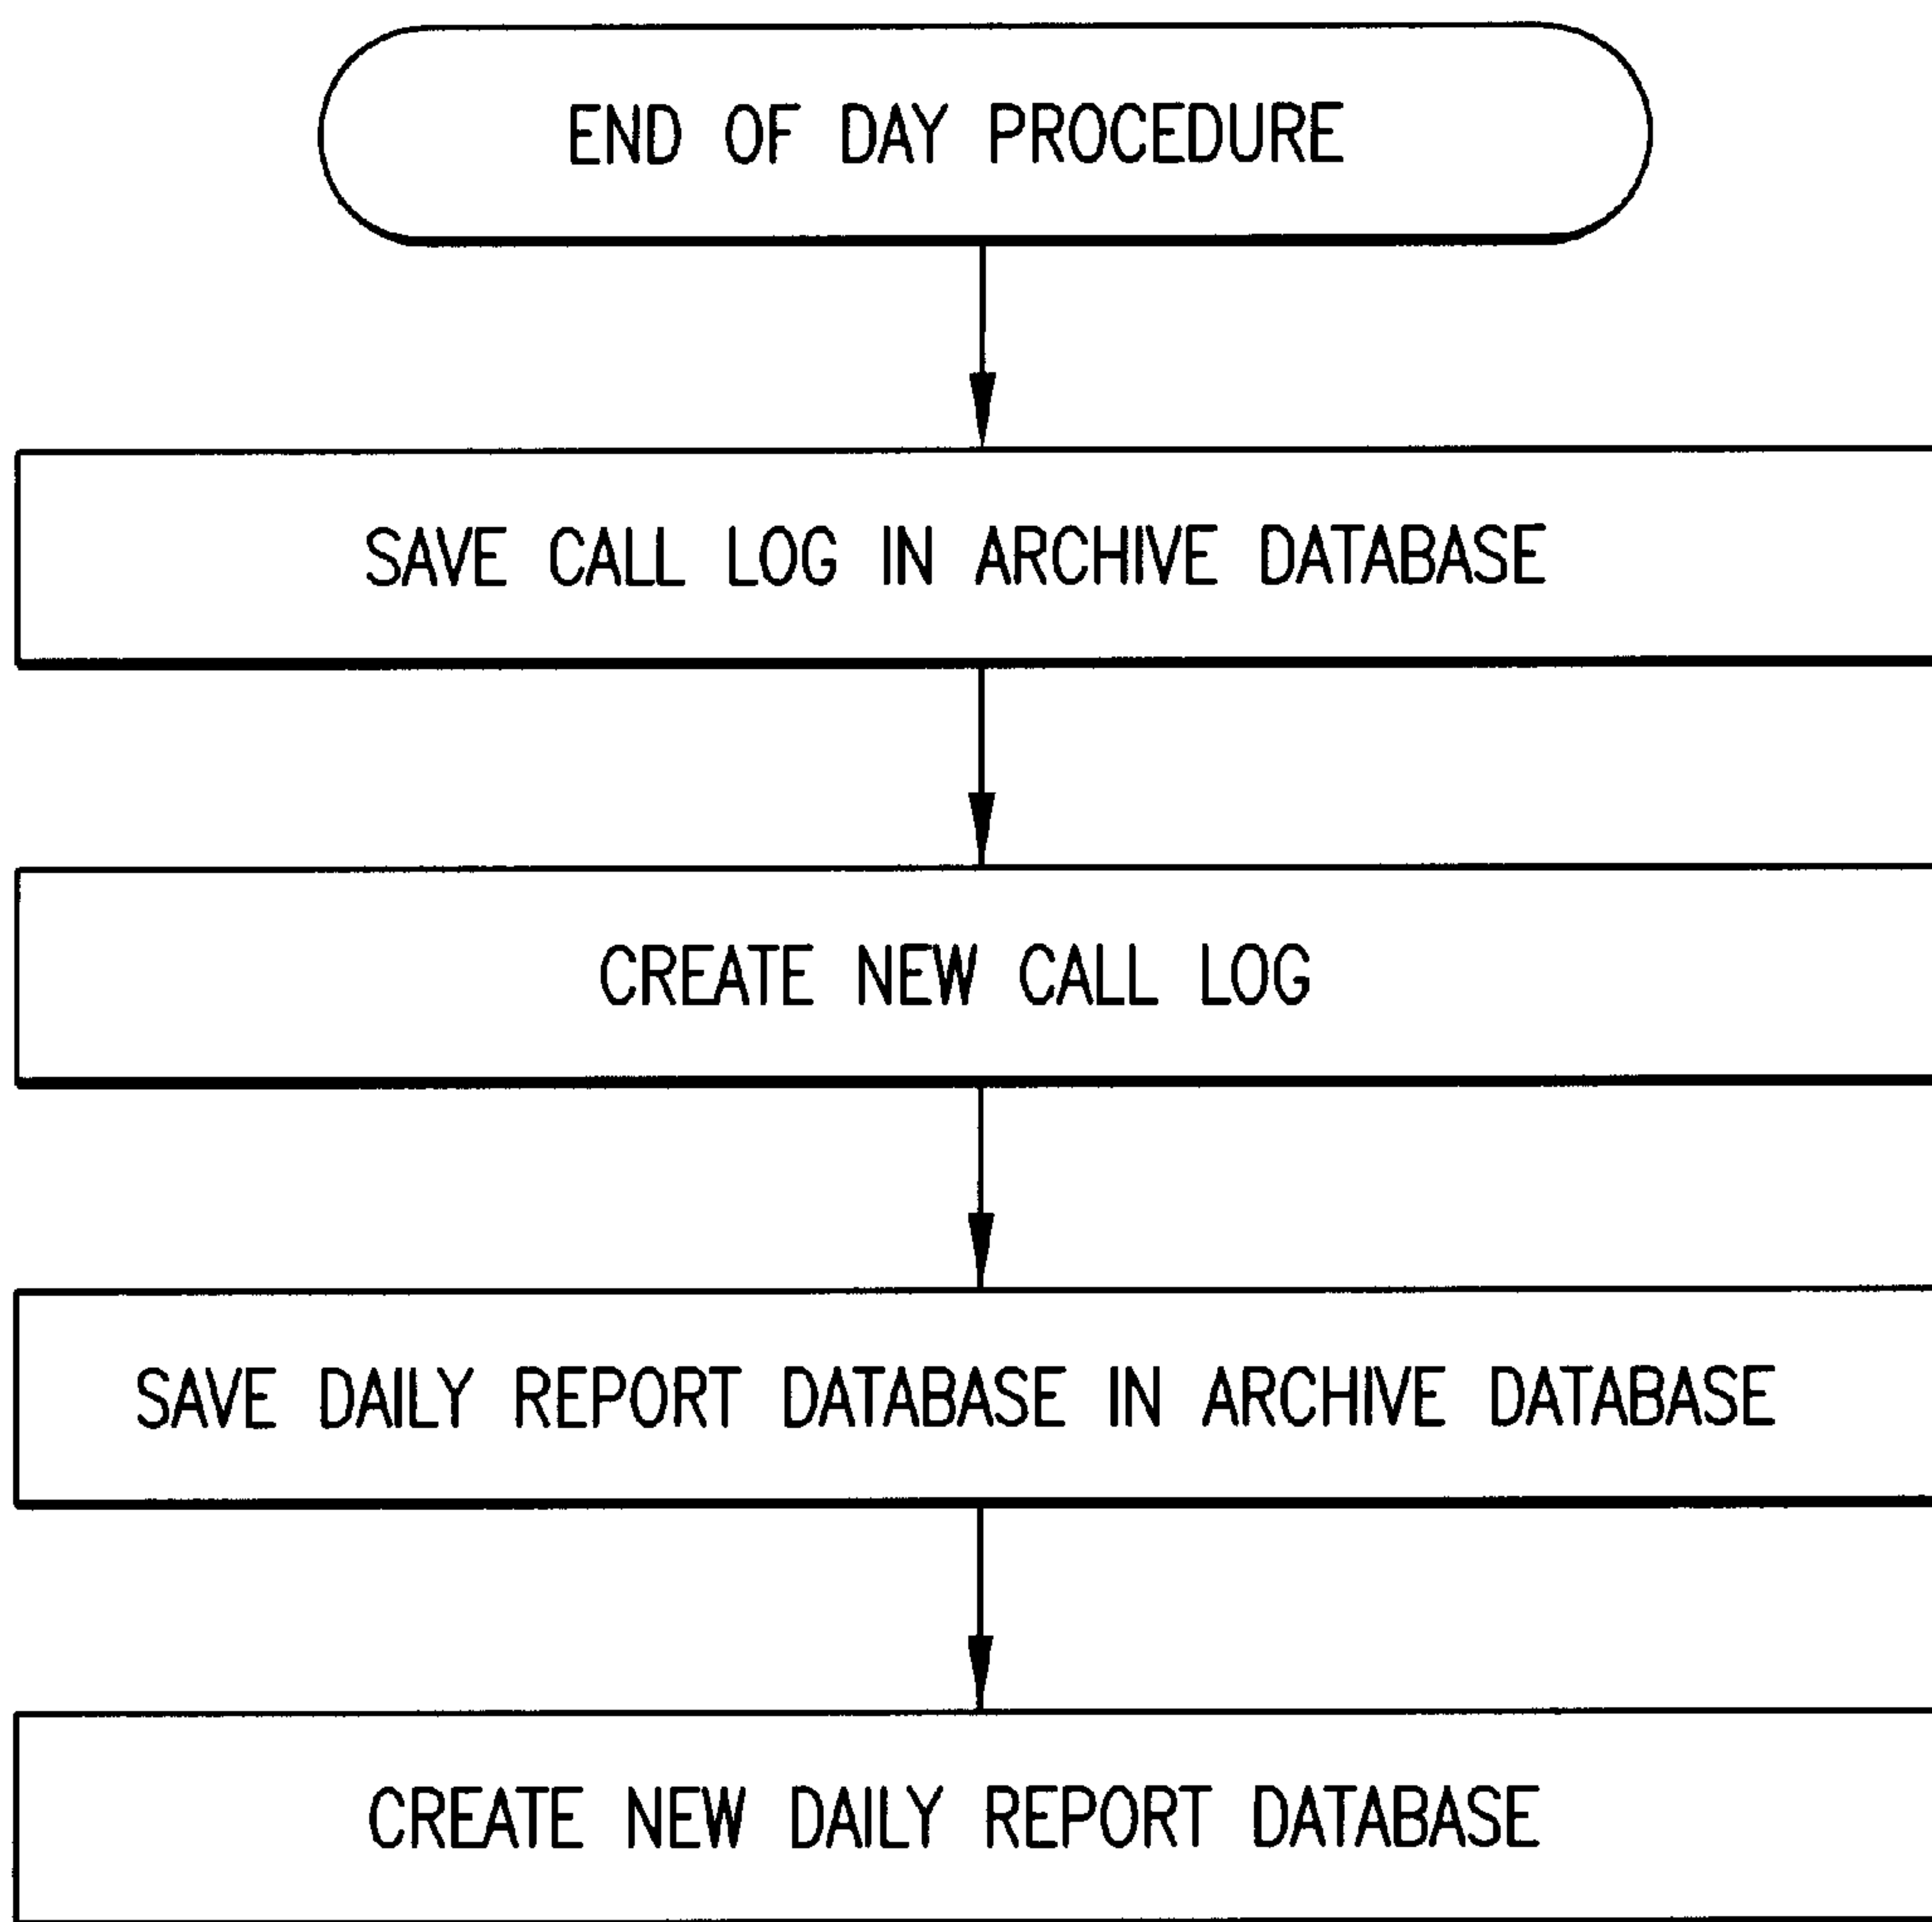 END OF DAY PROCEDURE
SAVE CALL LOG IN ARCHIVE DATABASE
CREATE NEW CALL LOG
SAVE DAILY REPORT DATABASE IN ARCHIVE DATABASE
CREATE NEW DAILY REPORT DATABASE